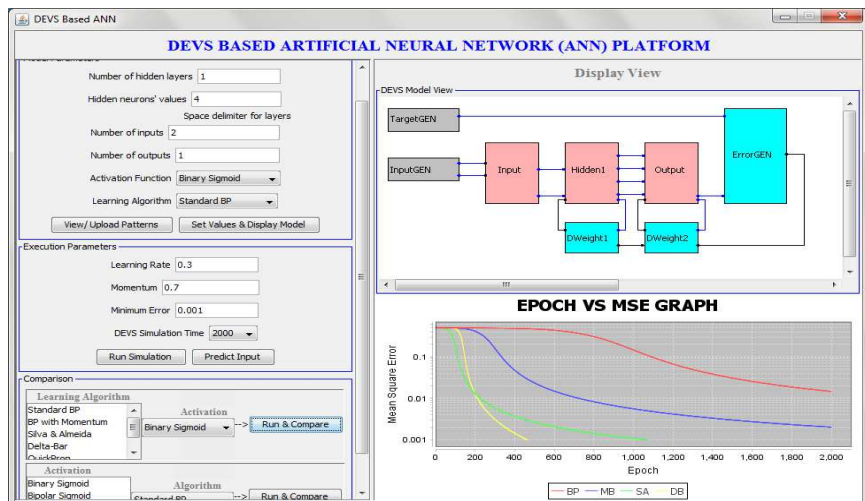 DEVS Based ANN
DEVS BASED ARTIFICIAL NEURAL NETWORK (ANN) PLATFORM
Model Parameters
Number of hidden layers 1
Hidden neurons' values 4
Space delimiter for layers
Number of inputs 2
Number of outputs 1
Activation Function Binary Sigmoid
Learning Algorithm Standard BP
View/ Upload Patterns Set Values & Display Model
Execution Parameters
Learning Rate 0.3
Momentum 0.7
Minimum Error 0.001
DEVS Simulation Time 2000
Run Simulation Predict Input
Comparison
Learning Algorithm
Standard BP
BP with Momentum
Silva & Almeida
Delta-Bar
QuickProp
Activation
Binary Sigmoid
-->
Run & Compare
Activation
Binary Sigmoid
Bipolar Sigmoid
Algorithm
Standard BP
-->
Run & Compare
Display View
DEVS Model View
TargetGEN
InputGEN
Input
Hidden1
Output
ErrorGEN
DWeight1
DWeight2
EPOCH VS MSE GRAPH
Mean Square Error
0.1
0.01
0.001
0 200 400 600 800 1,000 1,200 1,400 1,600 1,800 2,000
Epoch
BP MB SA DB